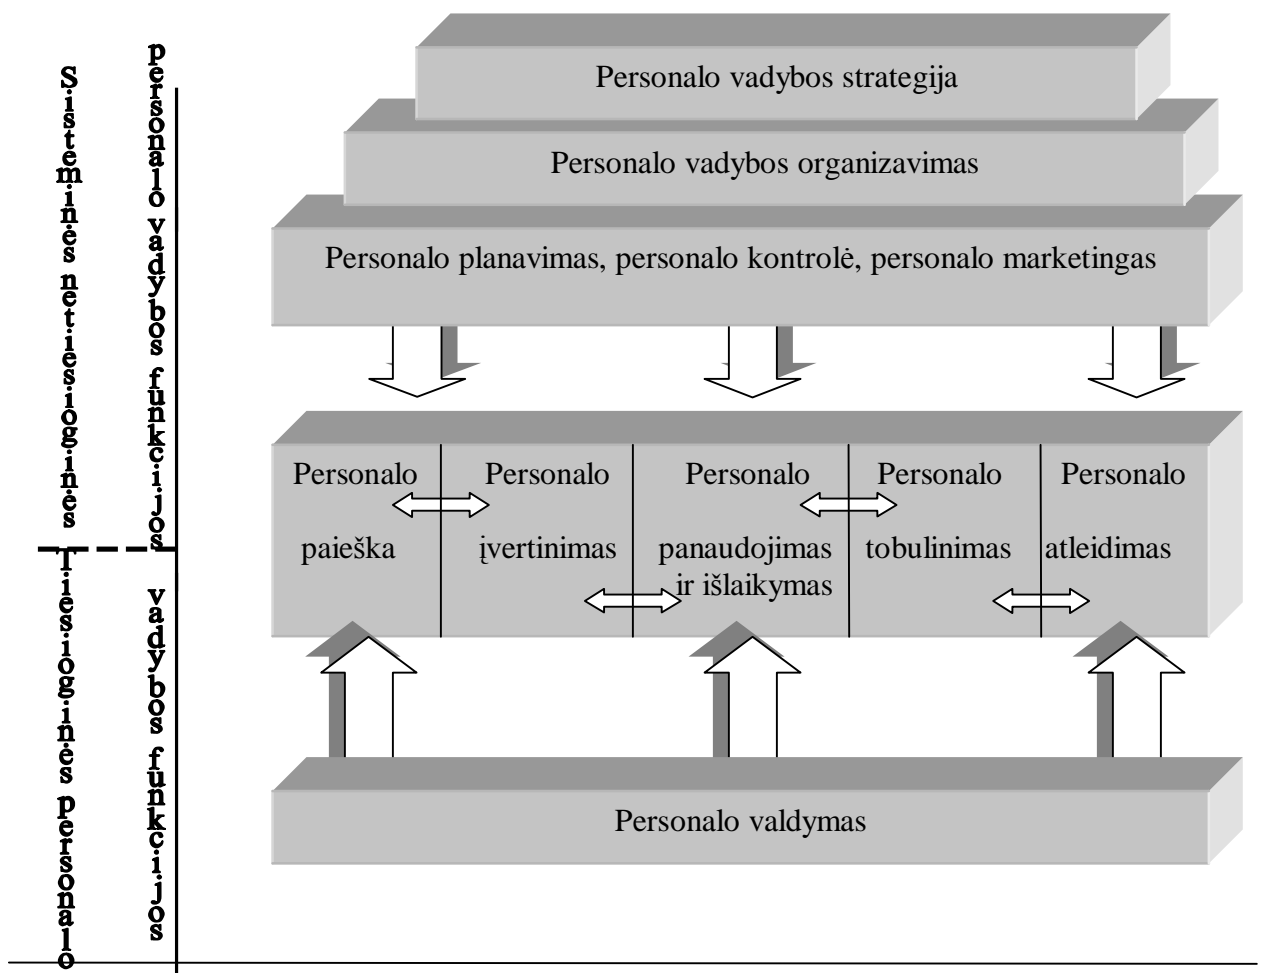 Sisteminės netiesioginės
personalo vadybos funkcijos
Tiesioginės personalo
vadybos funkcijos
Personalo vadybos strategija
Personalo vadybos organizavimas
Personalo planavimas, personalo kontrolė, personalo marketingas
Personalo
paieška
Personalo
įvertinimas
Personalo
panaudojimas
ir išlaikymas
Personalo
tobulinimas
Personalo
atleidimas
Personalo valdymas